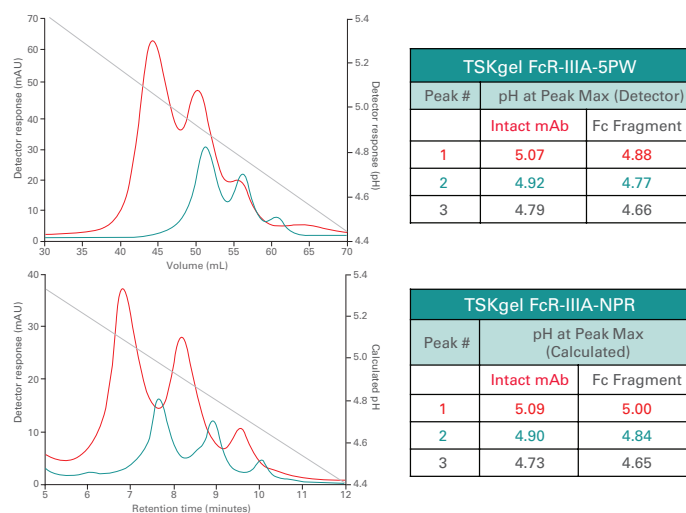 70
60
50
40
30
20
10
0
Detector response (mAU)
30
35
40
45
50
55
60
65
70
Volume (mL)
5.4
5.2
5.0
4.8
4.6
4.4
Detector response (pH)
TSKgel FcR-IIIA-5PW
Peak # pH at Peak Max (Detector)
Intact mAb Fc Fragment
1 5.07 4.88
2 4.92 4.77
3 4.79 4.66
40
30
20
10
0
Detector response (mAU)
5
6
7
8
9
10
11
12
Retention time (minutes)
5.4
5.2
5.0
4.8
4.6
4.4
Calculated pH
TSKgel FcR-IIIA-NPR
Peak # pH at Peak Max
(Calculated)
Intact mAb Fc Fragment
1 5.09 5.00
2 4.90 4.84
3 4.73 4.65